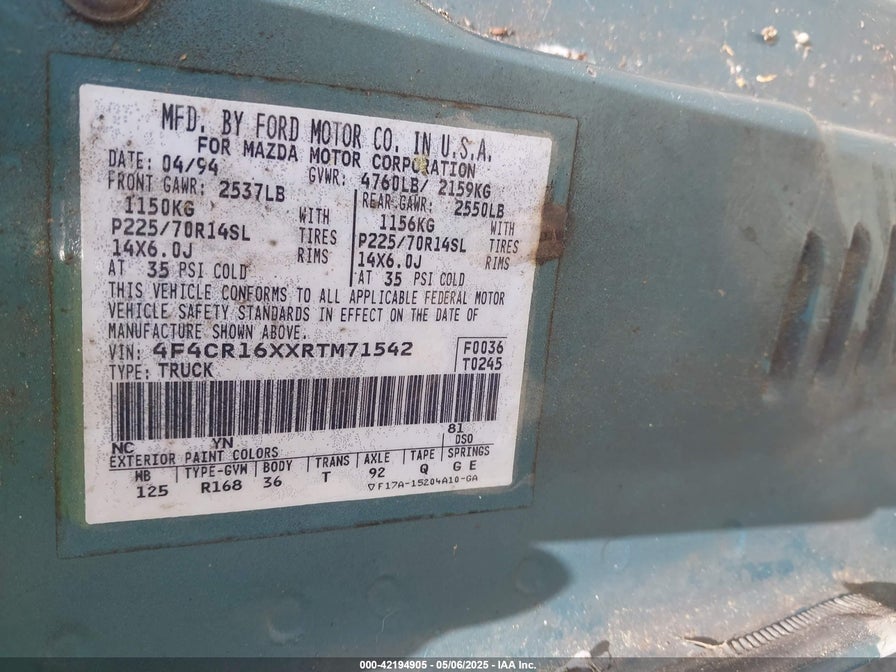 MFD. BY FORD MOTOR CO. IN U.S.A.
FOR MAZDA MOTOR CORPORATION
DATE: 04/94 GVWR: 4760LB/ 2159KG
FRONT GAWR: 2537LB REAR GAWR: 2550LB
1150KG WITH 1156KG WITH
P225/70R14SL TIRES P225/70R14SL TIRES
14X6.0J RIMS 14X6.0J RIMS
AT 35 PSI COLD AT 35 PSI COLD
THIS VEHICLE CONFORMS TO ALL APPLICABLE FEDERAL MOTOR
VEHICLE SAFETY STANDARDS IN EFFECT ON THE DATE OF
MANUFACTURE SHOWN ABOVE.
VIN: 4F4CR16XXRTM71542 F0036
TYPE: TRUCK T0245
NC YN 81
EXTERIOR PAINT COLORS DSO
WB TYPE-GVW BODY TRANS AXLE TAPE SPRINGS
125 R168 36 T 92 Q G E
▽F17A-15204A10-GA
000-42194905 - 05/06/2025 - IAA Inc.